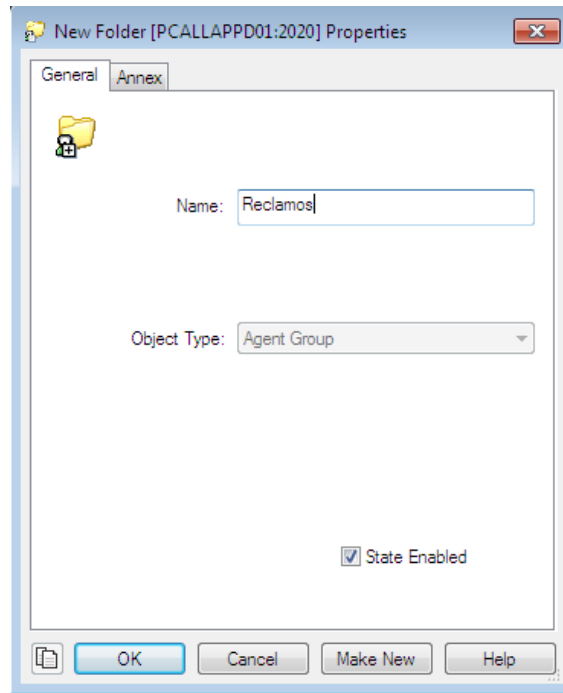 New Folder [PCALLAPPD01:2020] Properties
General Annex
Name: Reclamos
Object Type: Agent Group
State Enabled
OK Cancel Make New Help